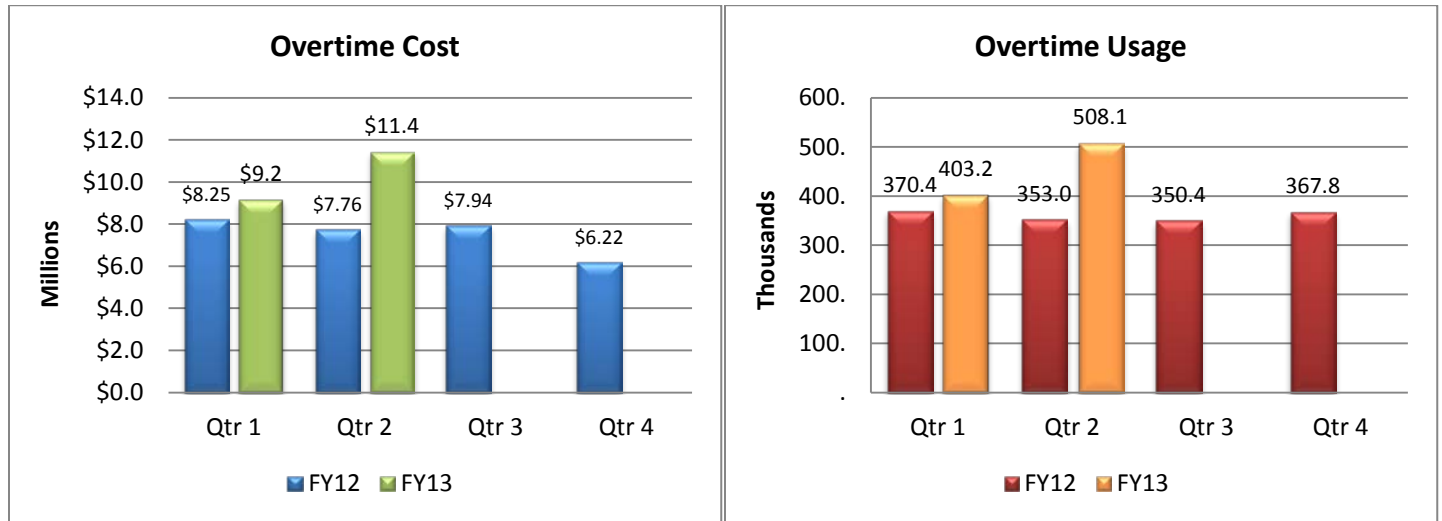 Overtime Cost
Millions
$14.0
$12.0
$10.0
$8.0
$6.0
$4.0
$2.0
$0.0
$8.25
$9.2
$7.76
$11.4
$7.94
$6.22
Qtr 1
Qtr 2
Qtr 3
Qtr 4
FY12
FY13
Overtime Usage
Thousands
600.
500.
400.
300.
200.
100.
.
370.4
403.2
353.0
508.1
350.4
367.8
Qtr 1
Qtr 2
Qtr 3
Qtr 4
FY12
FY13